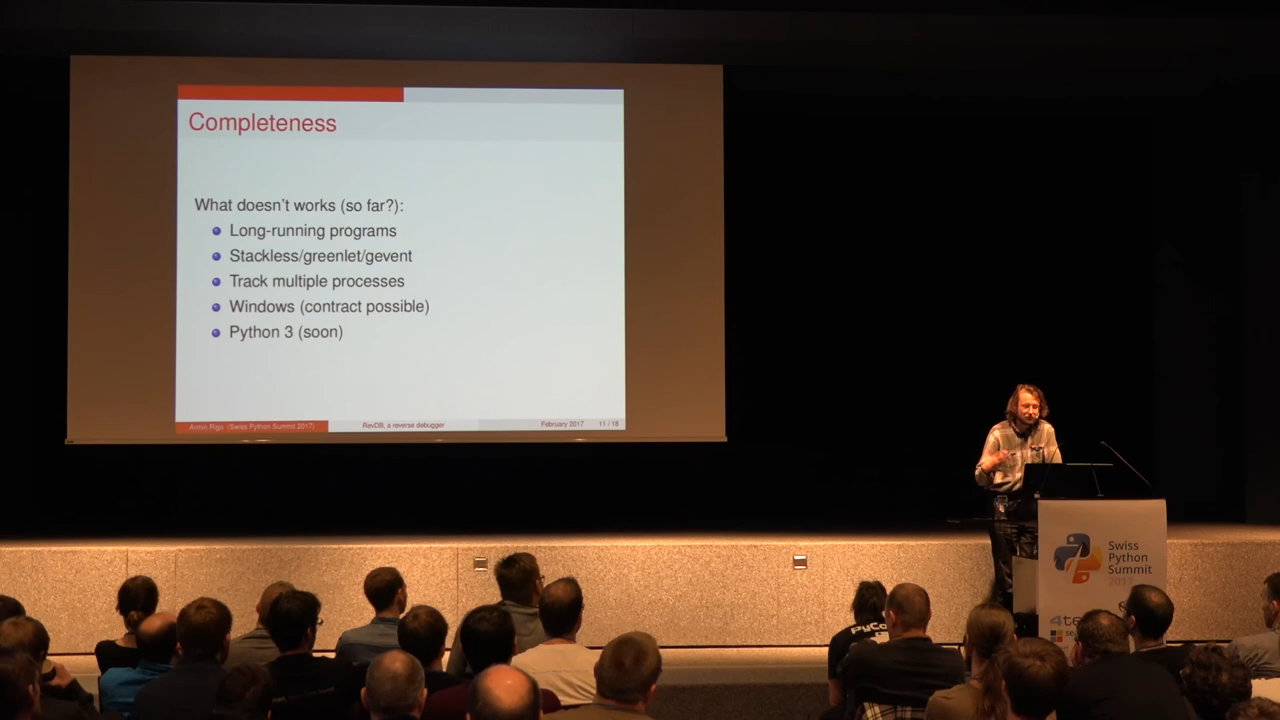 Completeness
What doesn't works (so far?):
Long-running programs
Stackless/greenlet/gevent
Track multiple processes
Windows (contract possible)
Python 3 (soon)
Armin Rigo (Swiss Python Summit 2017)
RevDB, a reverse debugger
February 2017
11 / 18
Swiss
Python
Summit
2017